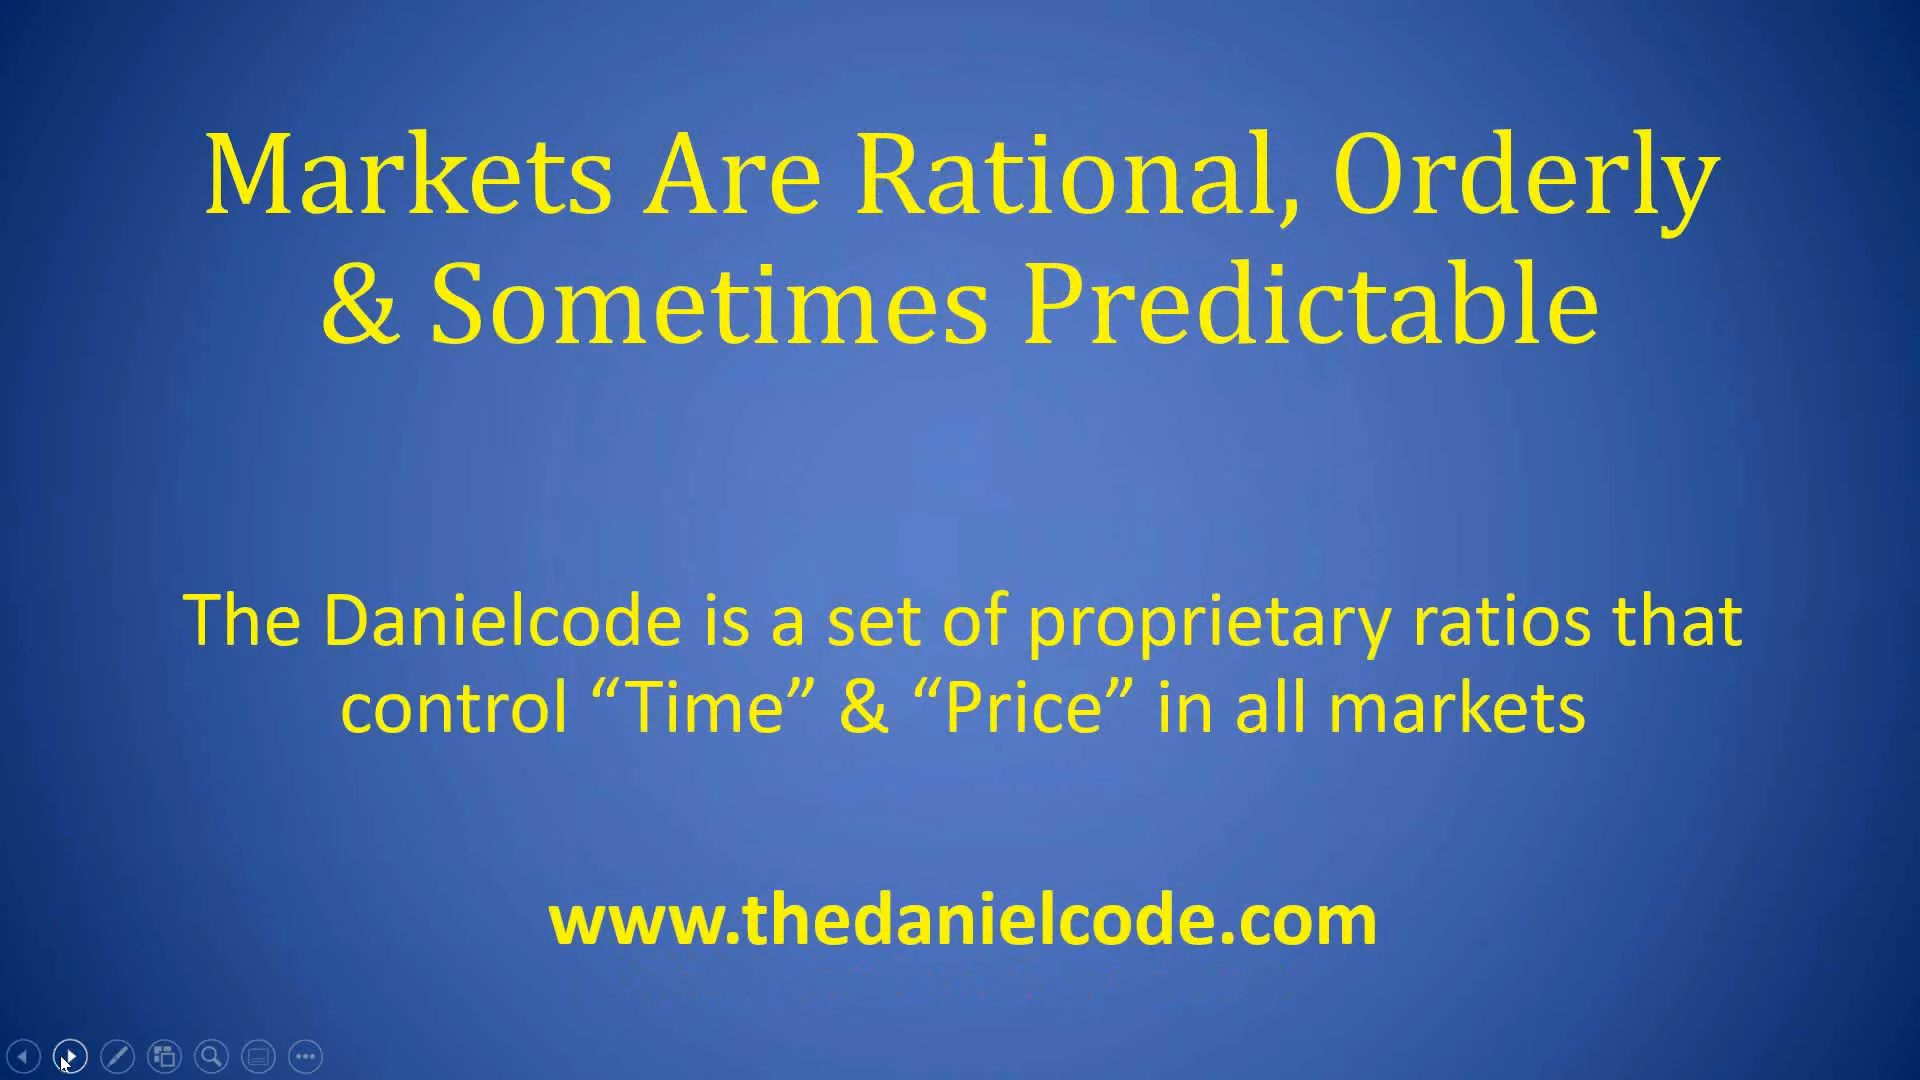 Markets Are Rational, Orderly
& Sometimes Predictable
The Danielcode is a set of proprietary ratios that
control “Time” & “Price” in all markets
www.thedanielcode.com